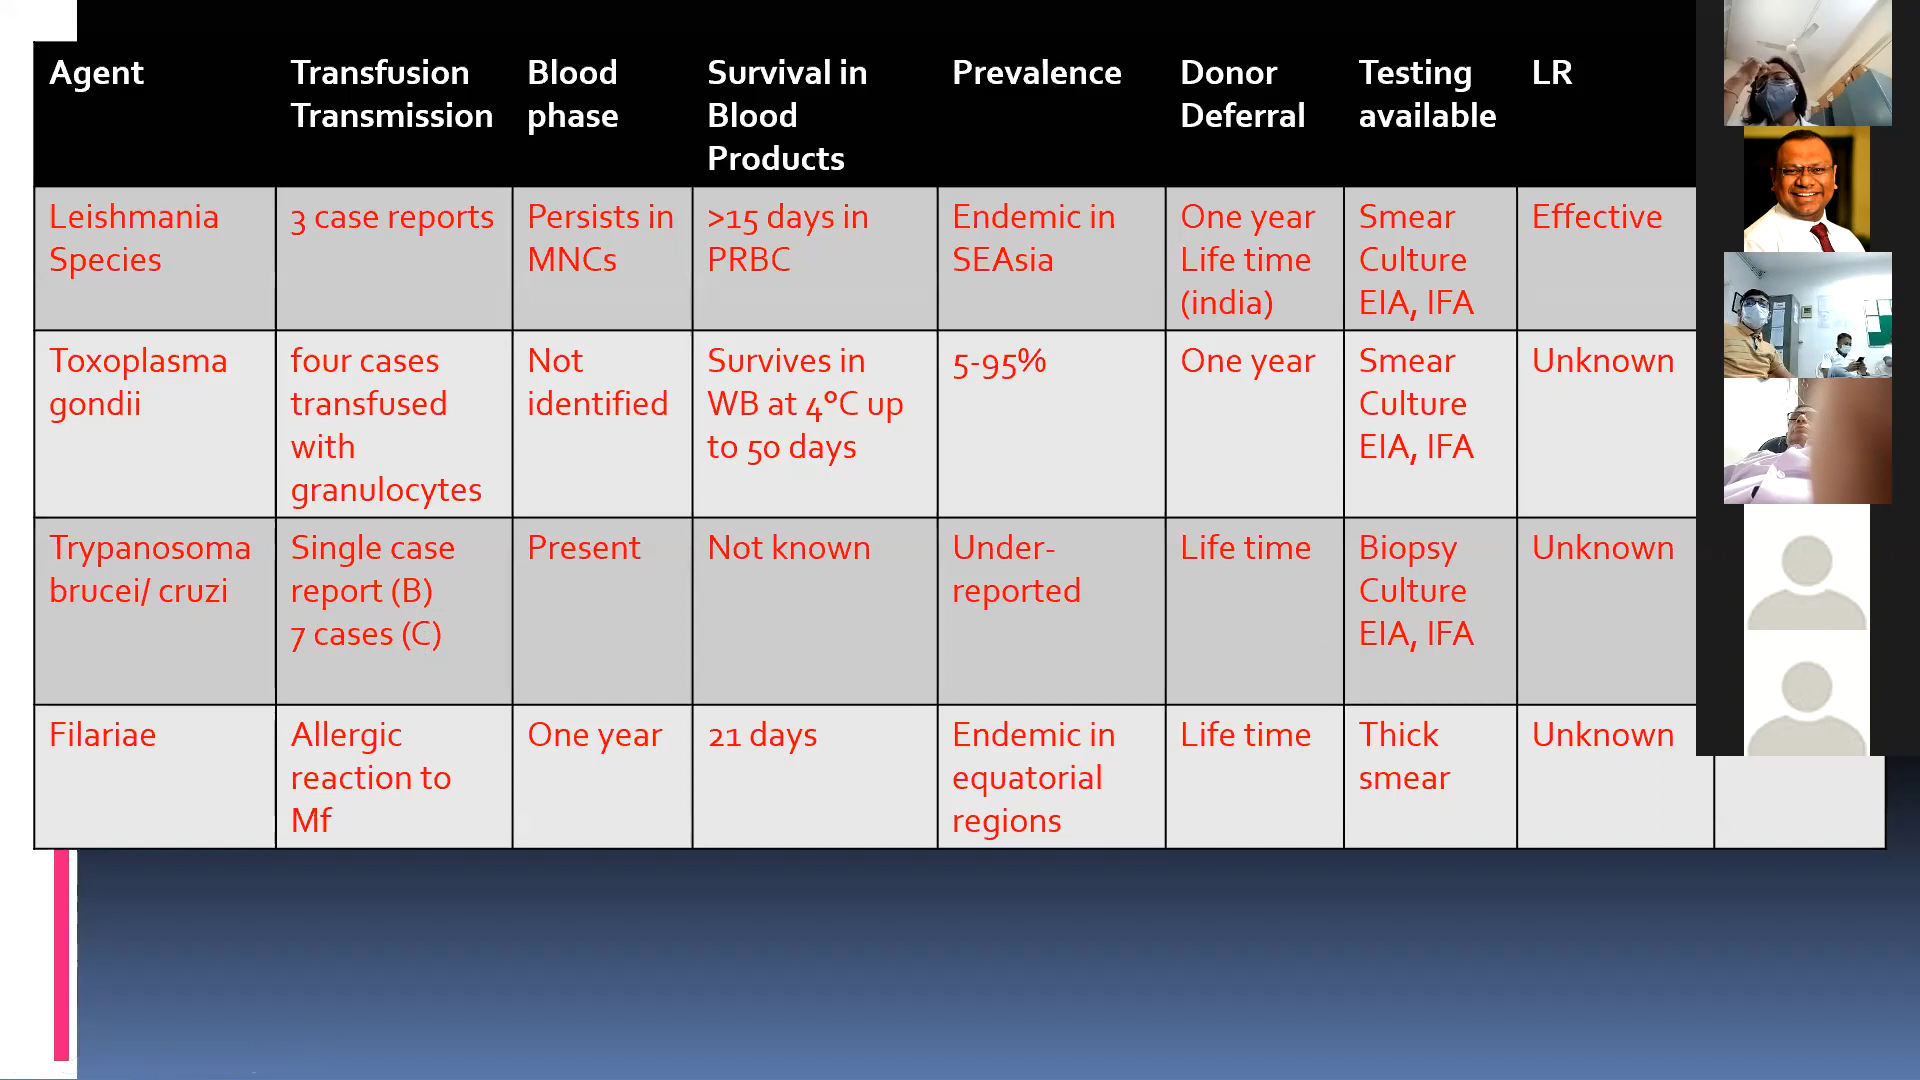 Agent
Transfusion
Transmission
Blood
phase
Survival in
Blood
Products
Prevalence
Donor
Deferral
Testing
available
LR
Leishmania
Species
3 case reports
Persists in
MNCs
>15 days in
PRBC
Endemic in
SEAsia
One year
Life time
(india)
Smear
Culture
EIA, IFA
Effective
Toxoplasma
gondii
four cases
transfused
with
granulocytes
Not
identified
Survives in
WB at 4°C up
to 50 days
5-95%
One year
Smear
Culture
EIA, IFA
Unknown
Trypanosoma
brucei/ cruzi
Single case
report (B)
7 cases (C)
Present
Not known
Under-
reported
Life time
Biopsy
Culture
EIA, IFA
Unknown
Filariae
Allergic
reaction to
Mf
One year
21 days
Endemic in
equatorial
regions
Life time
Thick
smear
Unknown